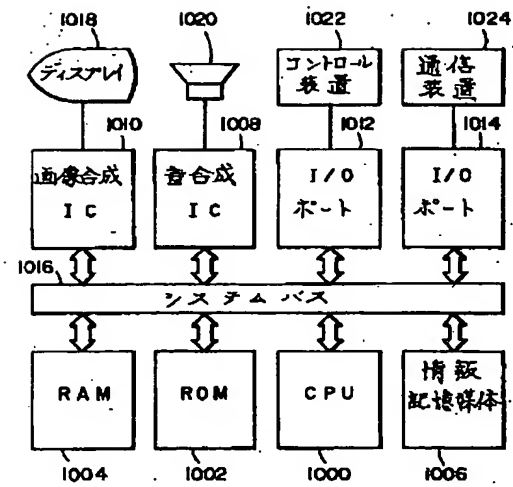 1018
1020
1022
1024
ディスプレイ
コントロール
装置
通信
装置
1010
1008
1012
1014
画像合成
IC
音合成
IC
I/O
ポート
I/O
ポート
1016
システムバス
RAM
ROM
CPU
情報
記憶媒体
1004
1002
1000
1006